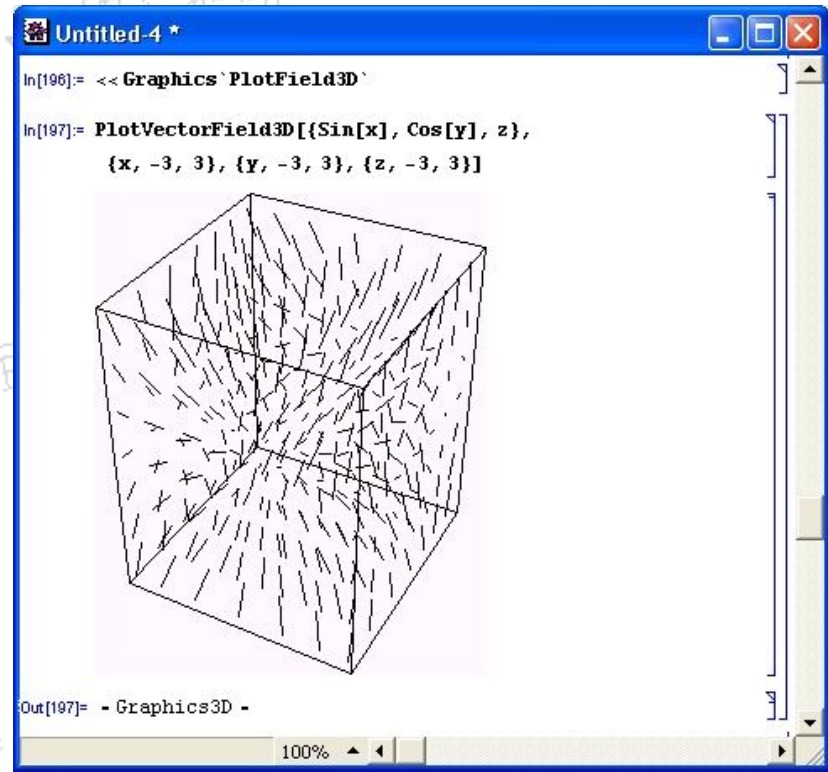 Untitled-4 *
In[196]:= << Graphics`PlotField3D`
In[197]:= PlotVectorField3D[{Sin[x], Cos[y], z},
{x, -3, 3}, {y, -3, 3}, {z, -3, 3}]
Out[197]= - Graphics3D -
100%